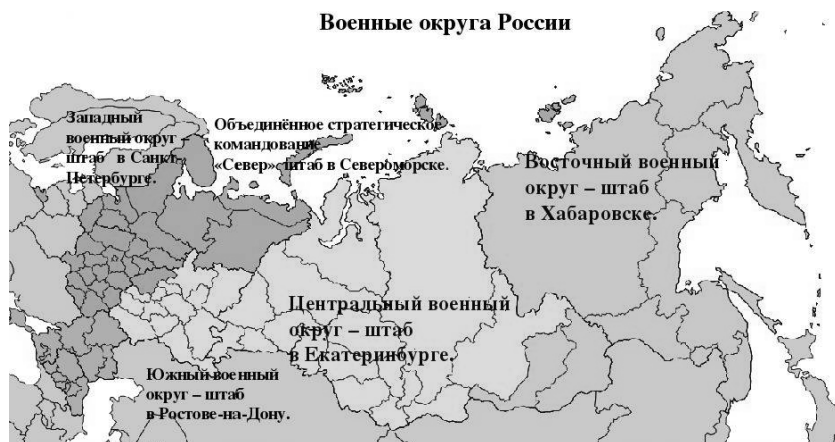 Военные округа России
Западный
военный округ –
штаб в Санкт-
Петербурге.
Объединённое стратегическое
командование
«Север» штаб в Североморске.
Восточный военный
округ – штаб
в Хабаровске.
Центральный военный
округ – штаб
в Екатеринбурге.
Южный военный
округ – штаб
в Ростове-на-Дону.